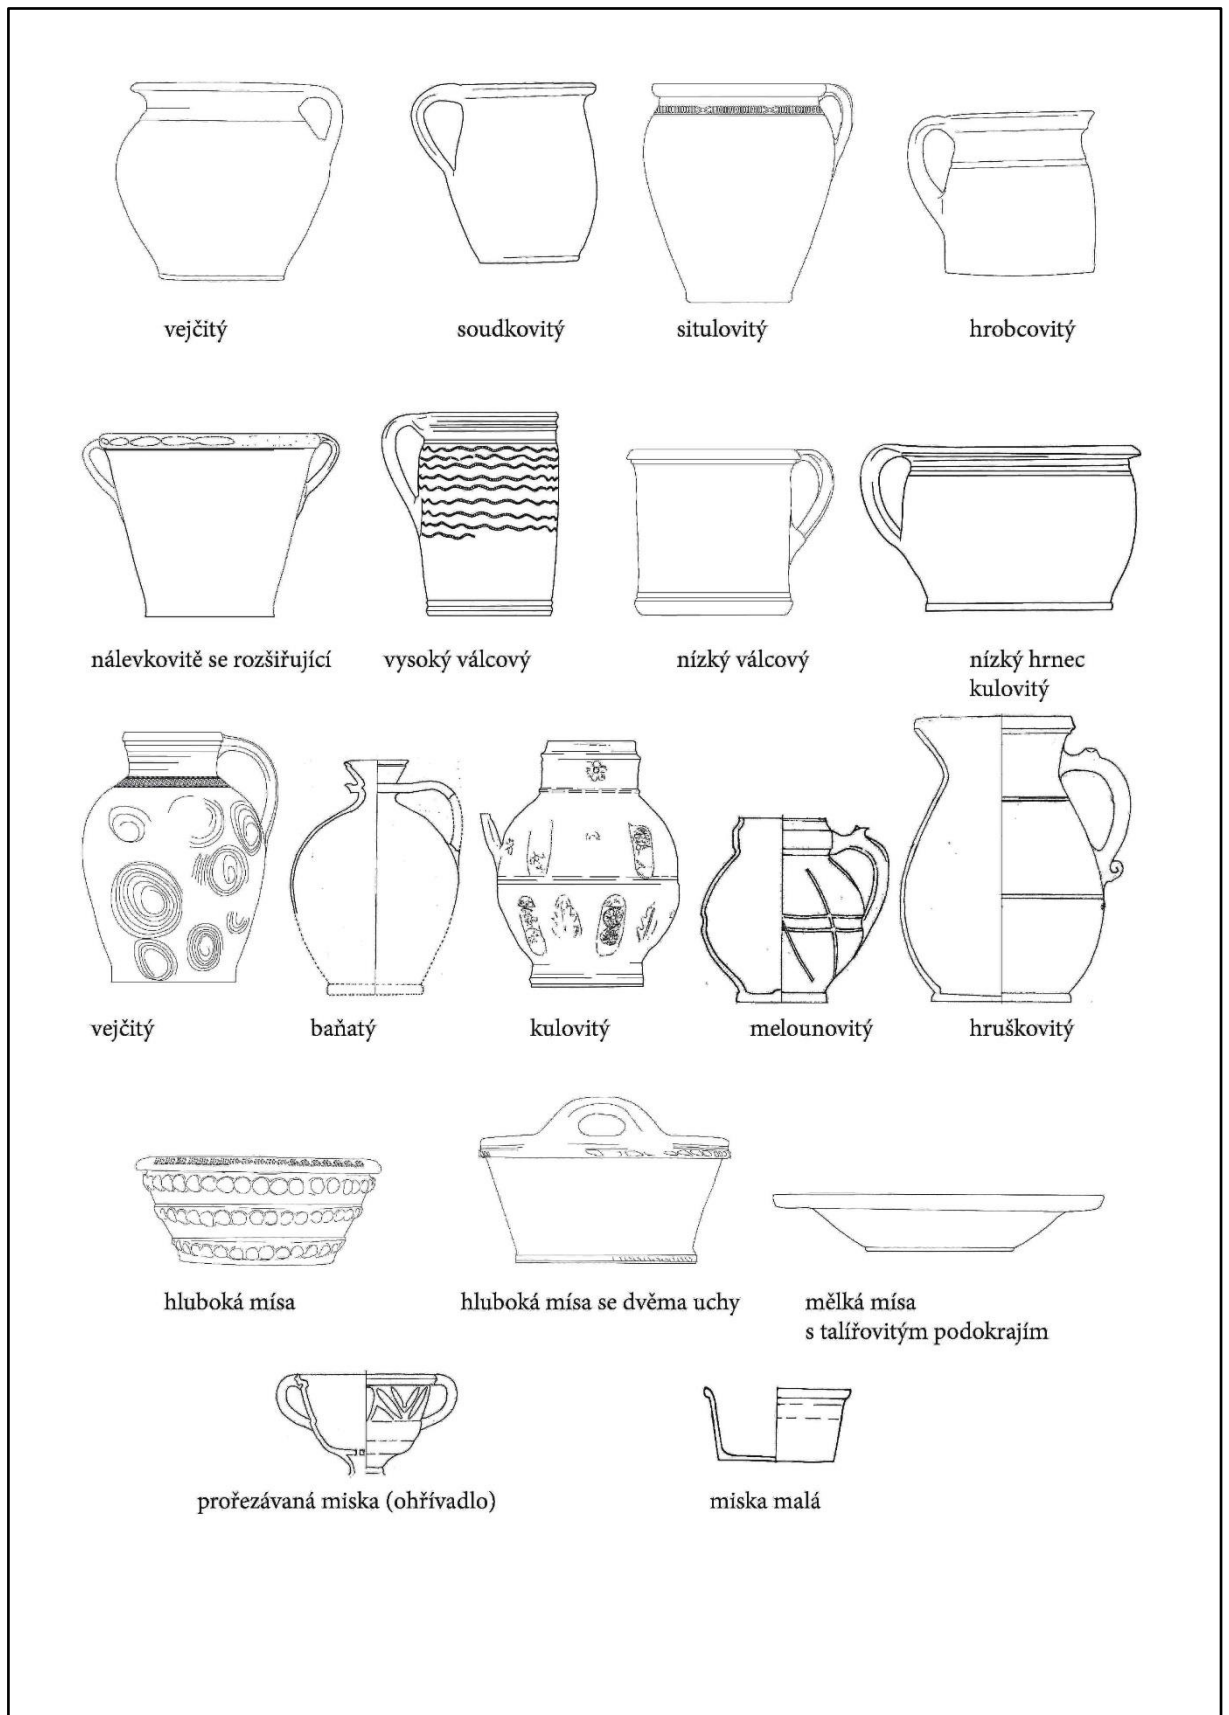 vejčitý
soudkovitý
situlovitý
hrobcovitý
nálevkovitě se rozšiřující
vysoký válcový
nízký válcový
nízký hrnec
kulovitý
vejčitý
baňatý
kulovitý
melounovitý
hruškovitý
hluboká mísa
hluboká mísa se dvěma uchy
mělká mísa
s talířovitým podokrajím
prořezávaná miska (ohřívadlo)
miska malá